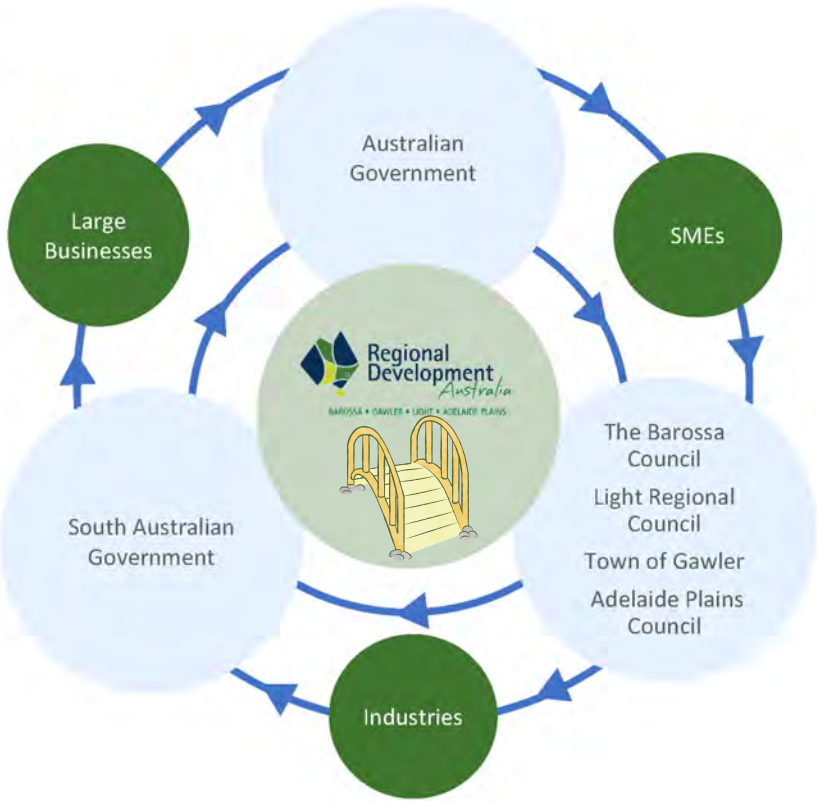 Australian
Government
Large
Businesses
SMEs
Regional
Development
Australia
BAROSSA • GAWLER • LIGHT • ADELAIDE PLAINS
The Barossa
Council
Light Regional
Council
Town of Gawler
Adelaide Plains
Council
South Australian
Government
Industries